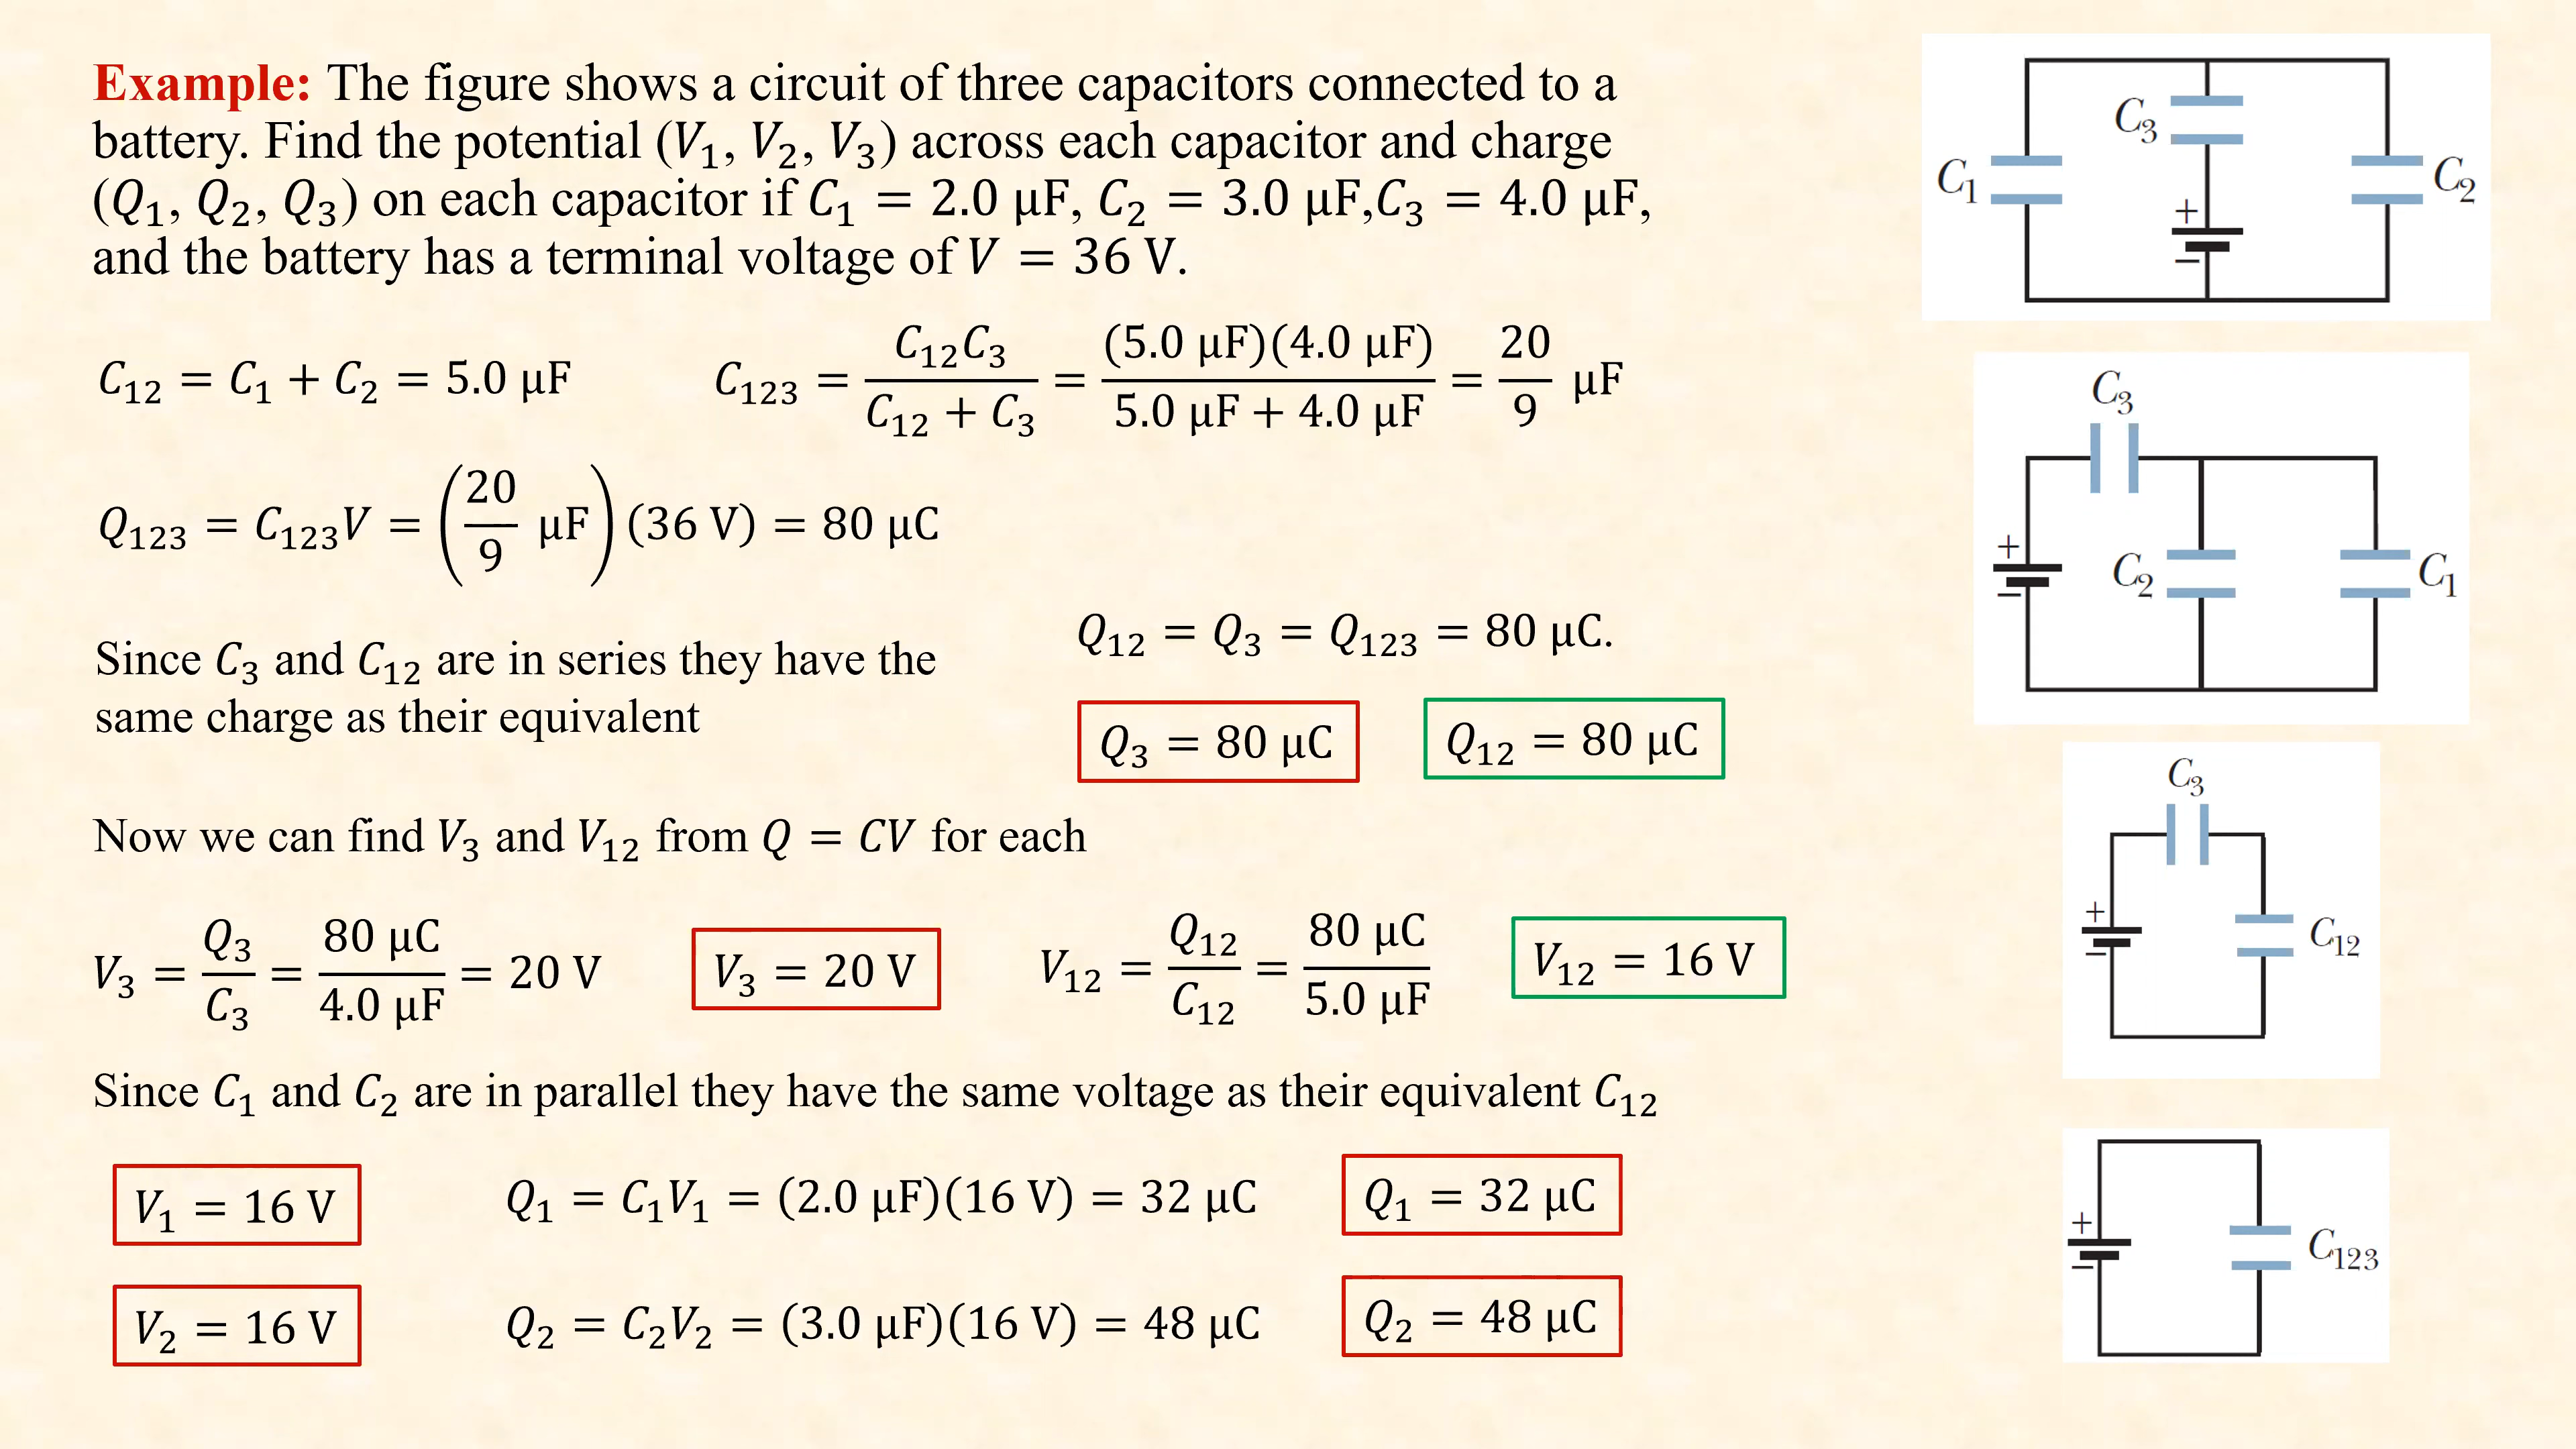 Example: The figure shows a circuit of three capacitors connected to a
battery. Find the potential (V₁, V₂, V₃) across each capacitor and charge
(Q₁, Q₂, Q₃) on each capacitor if C₁ = 2.0 μF, C₂ = 3.0 μF,C₃ = 4.0 μF,
and the battery has a terminal voltage of V = 36 V.
C₁₂ = C₁ + C₂ = 5.0 μF
C₁₂₃ = C₁₂C₃ / (C₁₂ + C₃) = (5.0 μF)(4.0 μF) / (5.0 μF + 4.0 μF) = 20/9 μF
Q₁₂₃ = C₁₂₃V = (20/9 μF)(36 V) = 80 μC
Since C₃ and C₁₂ are in series they have the
same charge as their equivalent
Q₁₂ = Q₃ = Q₁₂₃ = 80 μC.
Q₃ = 80 μC
Q₁₂ = 80 μC
Now we can find V₃ and V₁₂ from Q = CV for each
V₃ = Q₃/C₃ = 80 μC/4.0 μF = 20 V
V₃ = 20 V
V₁₂ = Q₁₂/C₁₂ = 80 μC/5.0 μF
V₁₂ = 16 V
Since C₁ and C₂ are in parallel they have the same voltage as their equivalent C₁₂
V₁ = 16 V
Q₁ = C₁V₁ = (2.0 μF)(16 V) = 32 μC
Q₁ = 32 μC
V₂ = 16 V
Q₂ = C₂V₂ = (3.0 μF)(16 V) = 48 μC
Q₂ = 48 μC
C₃
C₁
C₂
+
−
C₃
+
−
C₂
C₁
C₃
+
−
C₁₂
+
−
C₁₂₃